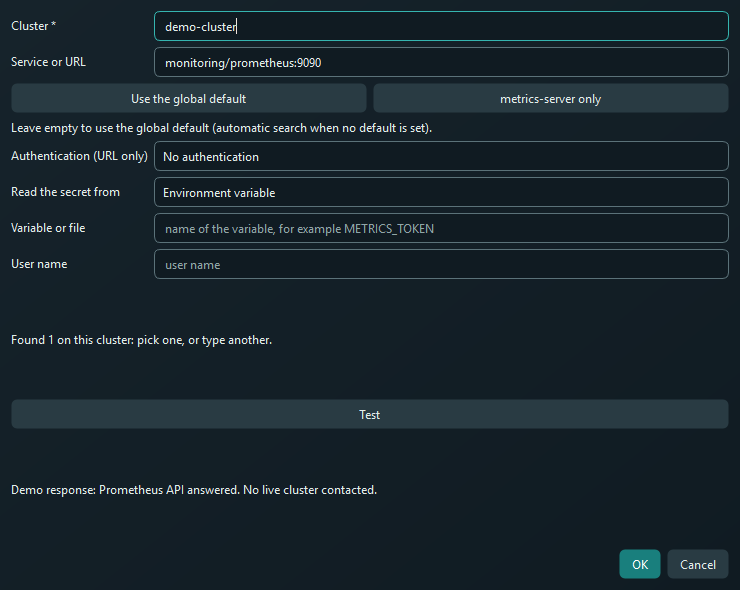 Cluster * demo-cluster
Service or URL monitoring/prometheus:9090
Use the global default metrics-server only
Leave empty to use the global default (automatic search when no default is set).
Authentication (URL only) No authentication
Read the secret from Environment variable
Variable or file name of the variable, for example METRICS_TOKEN
User name user name
Found 1 on this cluster: pick one, or type another.
Test
Demo response: Prometheus API answered. No live cluster contacted.
OK Cancel